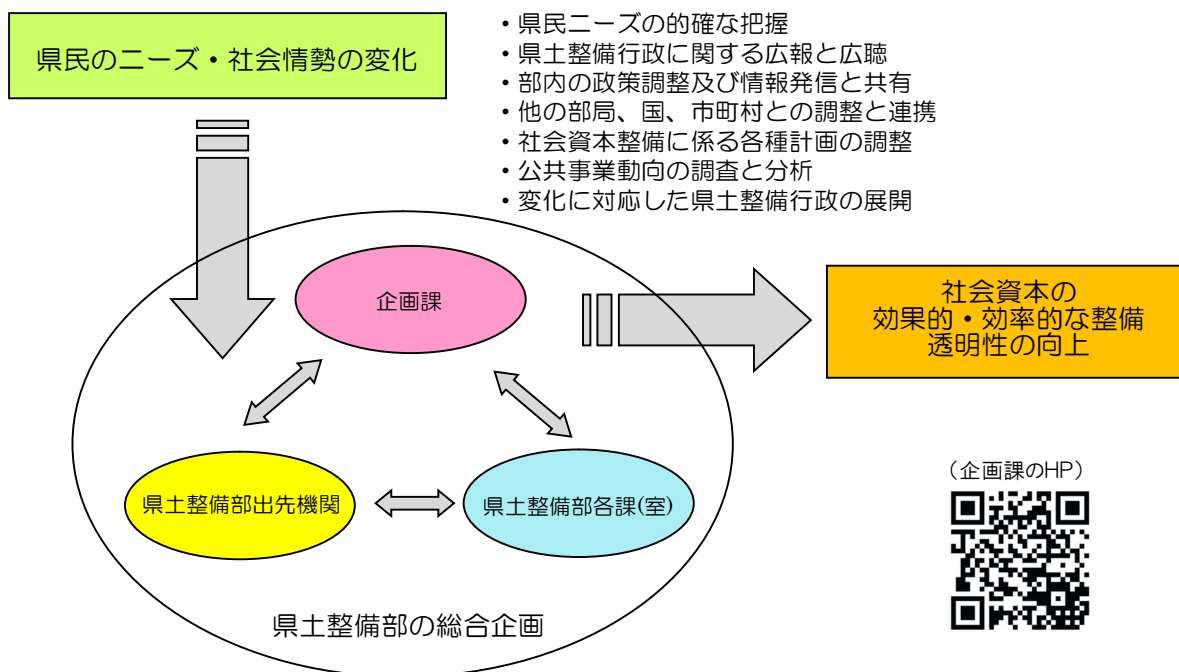 県民のニーズ・社会情勢の変化
・県民ニーズの的確な把握
・県土整備行政に関する広報と広聴
・部内の政策調整及び情報発信と共有
・他の部局、国、市町村との調整と連携
・社会資本整備に係る各種計画の調整
・公共事業動向の調査と分析
・変化に対応した県土整備行政の展開
企画課
社会資本の
効果的・効率的な整備
透明性の向上
県土整備部出先機関
県土整備部各課(室)
（企画課のHP）
県土整備部の総合企画